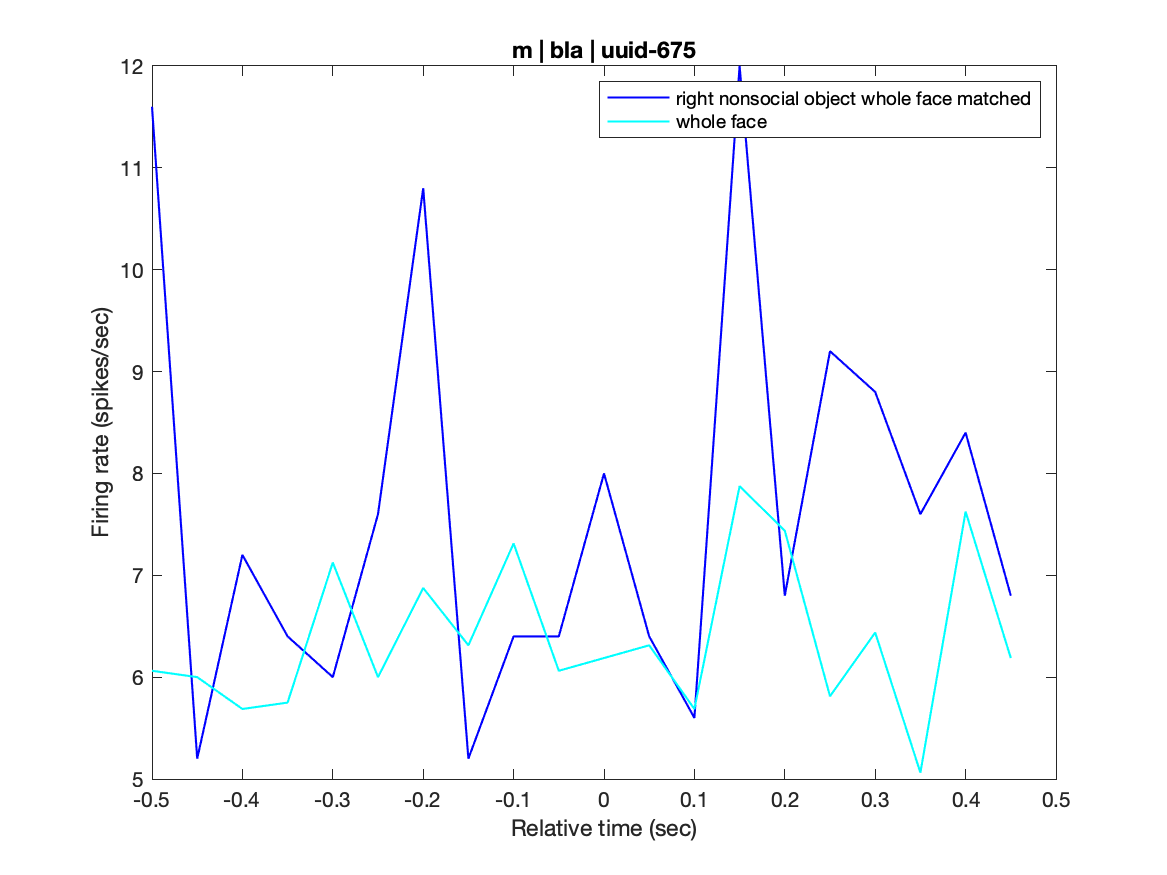 m | bla | uuid-675
right nonsocial object whole face matched
whole face
12
11
10
9
8
7
6
5
Firing rate (spikes/sec)
-0.5 -0.4 -0.3 -0.2 -0.1 0 0.1 0.2 0.3 0.4 0.5
Relative time (sec)